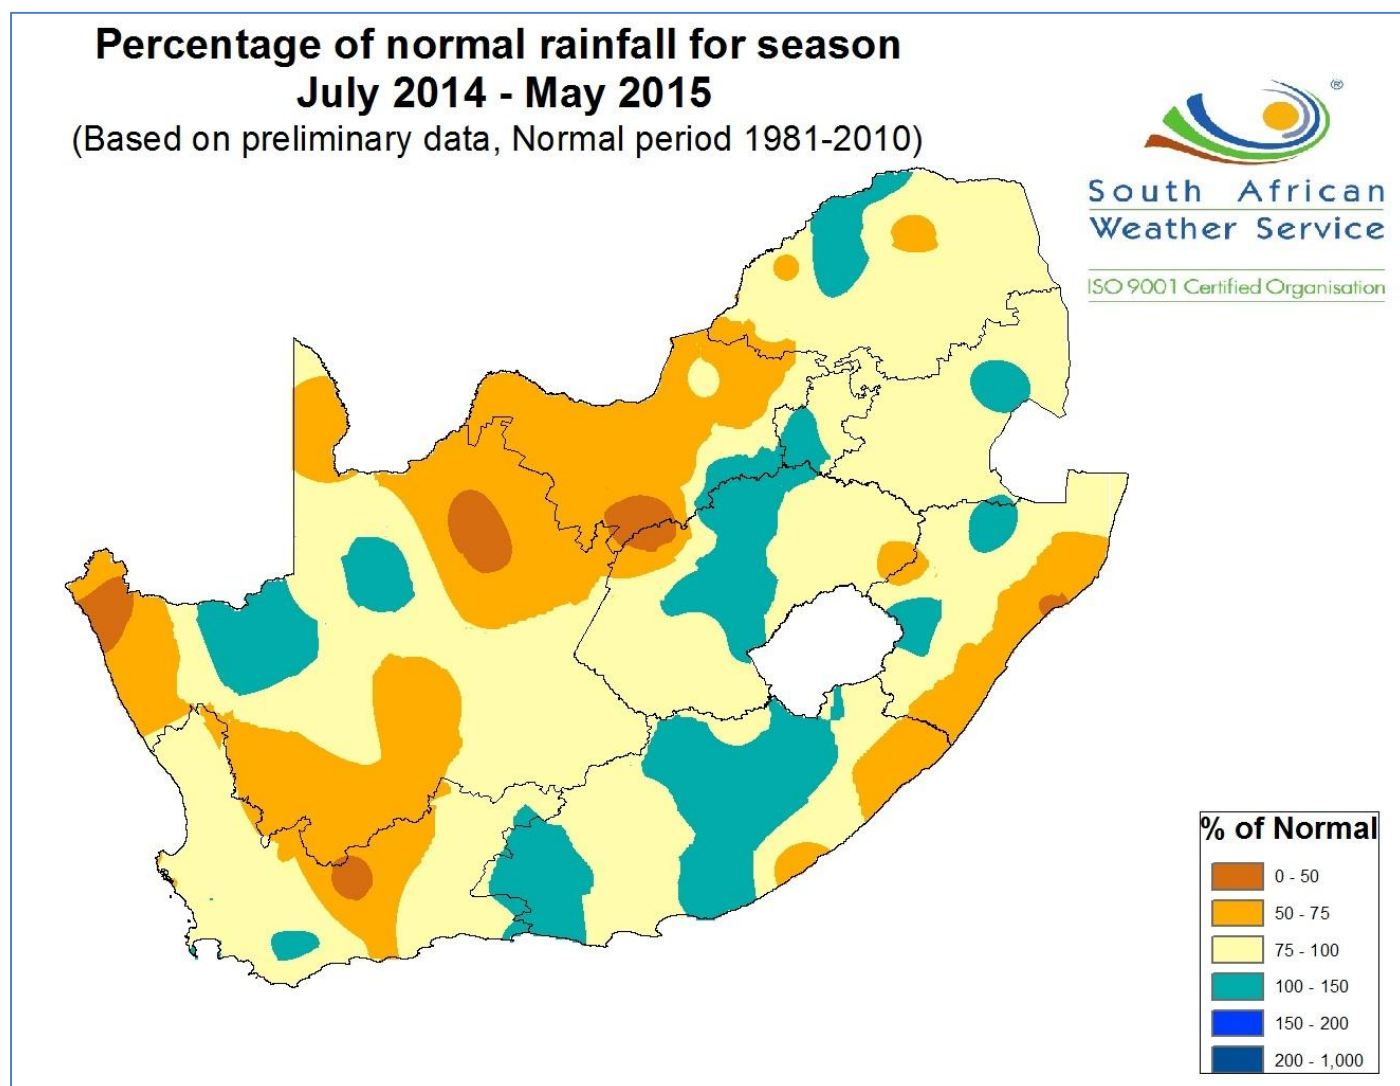 Percentage of normal rainfall for season
July 2014 - May 2015
(Based on preliminary data, Normal period 1981-2010)
®
South African
Weather Service
ISO 9001 Certified Organisation
% of Normal
0 - 50
50 - 75
75 - 100
100 - 150
150 - 200
200 - 1,000